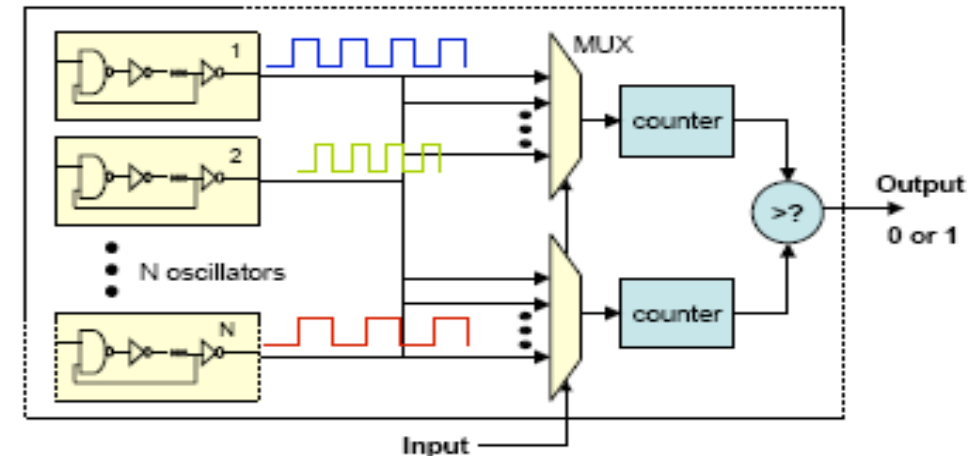 1
MUX
counter
2
Output
>?
0 or 1
N oscillators
counter
N
Input